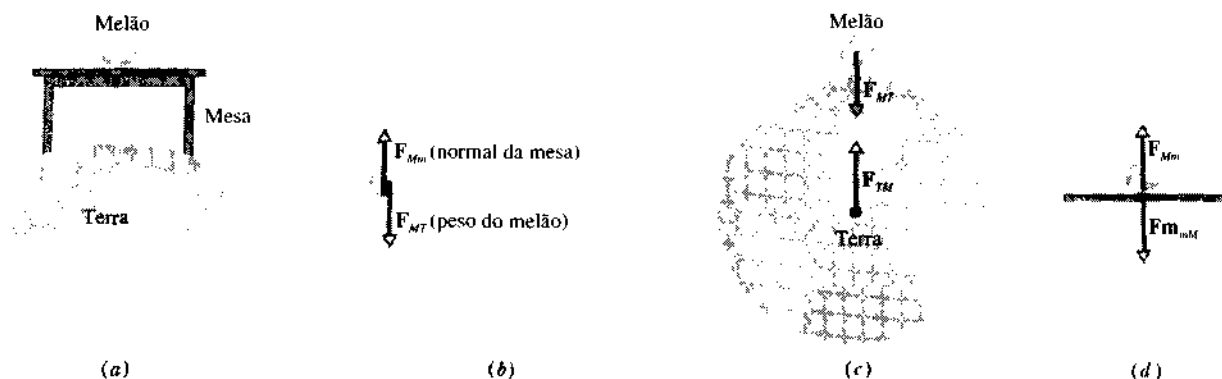 Melão
Mesa
Terra
(a)
F_Mm (normal da mesa)
F_MT (peso do melão)
(b)
Melão
F_MT
F_TM
Terra
(c)
F_Mm
Fm_mM
(d)